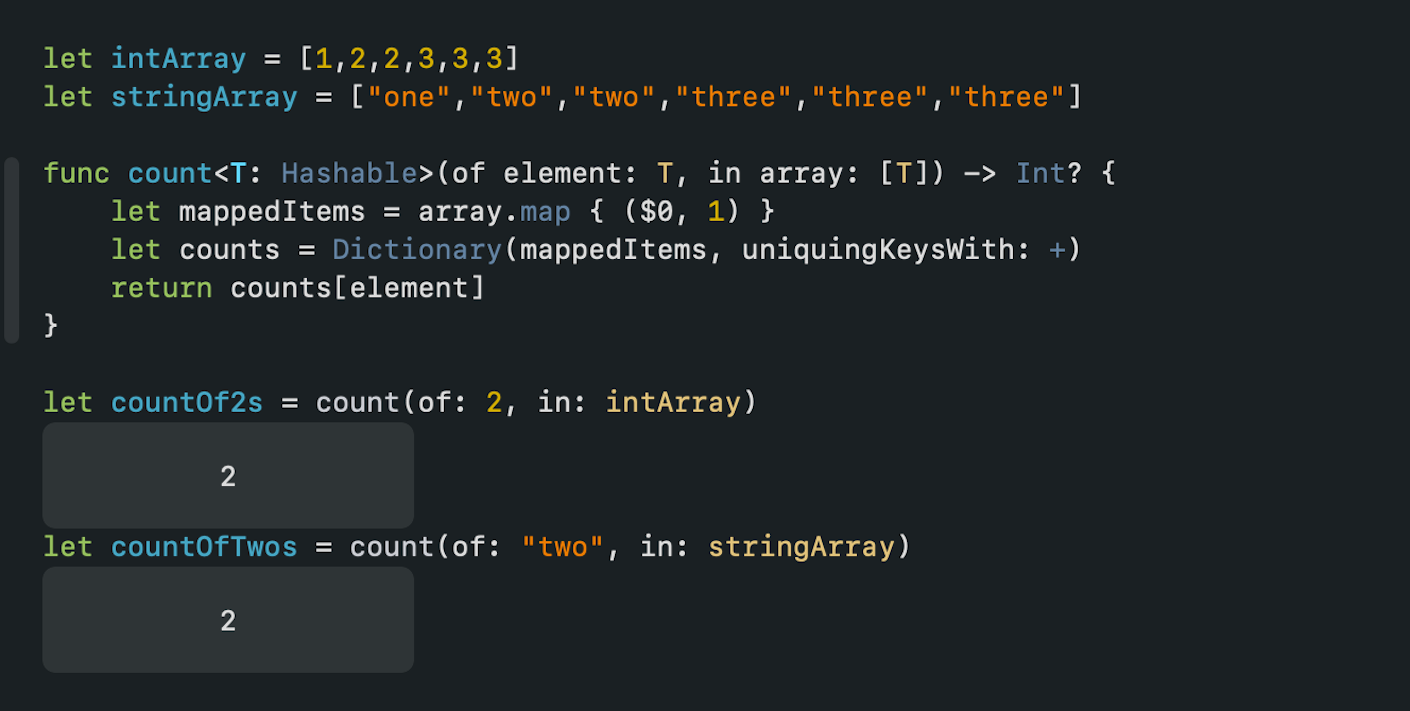 let intArray = [1,2,2,3,3,3]
let stringArray = ["one","two","two","three","three","three"]
func count<T: Hashable>(of element: T, in array: [T]) -> Int? {
    let mappedItems = array.map { ($0, 1) }
    let counts = Dictionary(mappedItems, uniquingKeysWith: +)
    return counts[element]
}
let countOf2s = count(of: 2, in: intArray)
2
let countOfTwos = count(of: "two", in: stringArray)
2